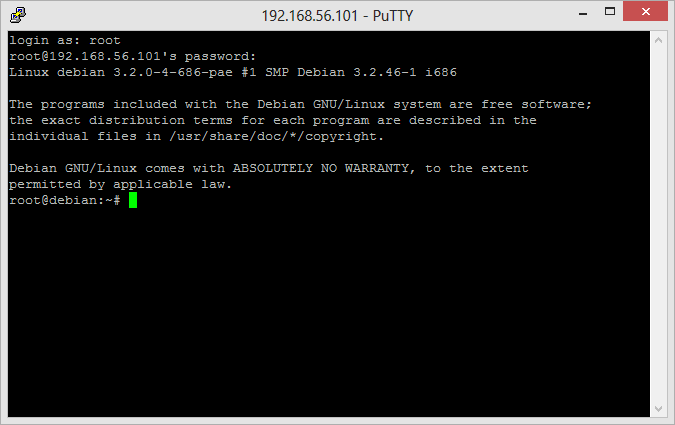 192.168.56.101 - PuTTY
login as: root
root@192.168.56.101's password:
Linux debian 3.2.0-4-686-pae #1 SMP Debian 3.2.46-1 i686
The programs included with the Debian GNU/Linux system are free software;
the exact distribution terms for each program are described in the
individual files in /usr/share/doc/*/copyright.
Debian GNU/Linux comes with ABSOLUTELY NO WARRANTY, to the extent
permitted by applicable law.
root@debian:~#